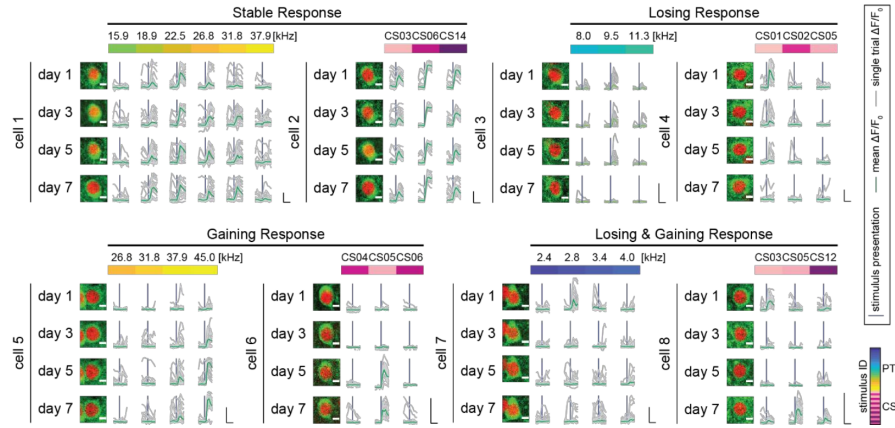 Stable Response
Losing Response
15.9 18.9 22.5 26.8 31.8 37.9 [kHz]
CS03 CS06 CS14
8.0 9.5 11.3 [kHz]
CS01 CS02 CS05
cell 1
day 1
day 3
day 5
day 7
cell 2
day 1
day 3
day 5
day 7
cell 3
day 1
day 3
day 5
day 7
cell 4
day 1
day 3
day 5
day 7
Gaining Response
Losing & Gaining Response
26.8 31.8 37.9 45.0 [kHz]
CS04 CS05 CS06
2.4 2.8 3.4 4.0 [kHz]
CS03 CS05 CS12
cell 5
day 1
day 3
day 5
day 7
cell 6
day 1
day 3
day 5
day 7
cell 7
day 1
day 3
day 5
day 7
cell 8
day 1
day 3
day 5
day 7
stimululs presentation
mean ΔF/F0
single trial ΔF/F0
stimulus ID
PT
CS